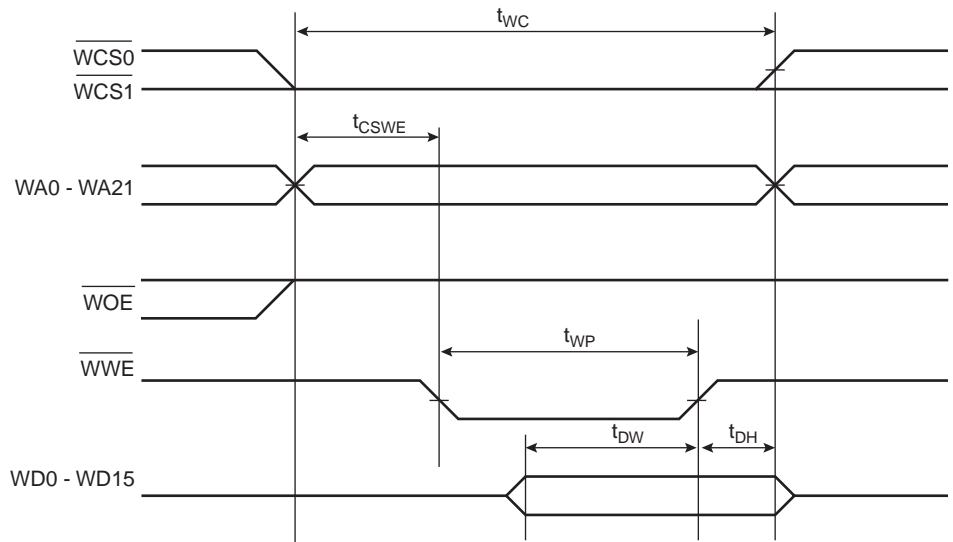 tWC
WCS0
WCS1
tCSWE
WA0 - WA21
WOE
tWP
WWE
tDW
tDH
WD0 - WD15